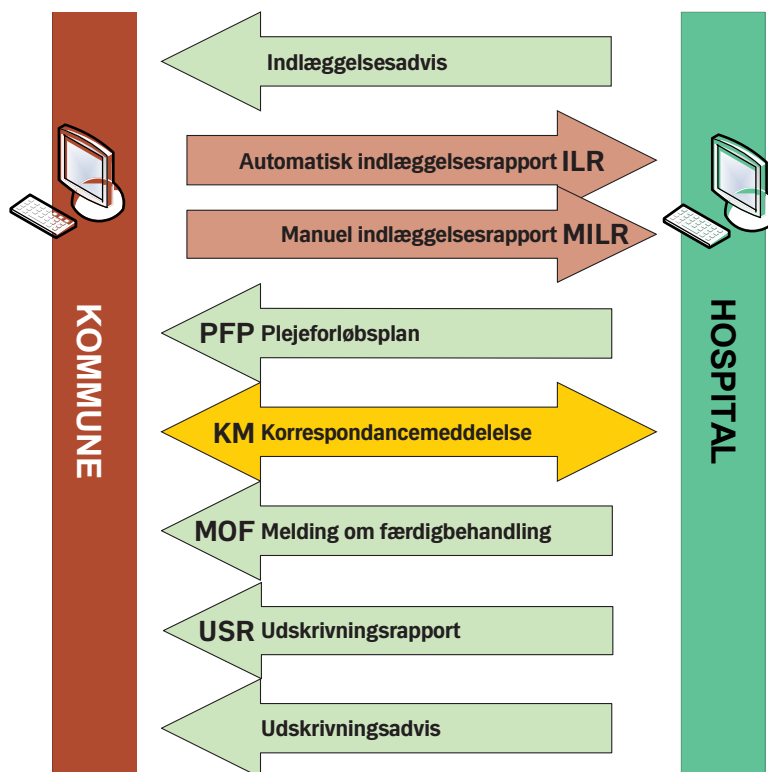 Indlæggelsesadvis
Automatisk indlæggelsesrapport ILR
Manuel indlæggelsesrapport MILR
KOMMUNE
HOSPITAL
PFP Plejeforløbsplan
KM Korrespondancemeddelelse
MOF Melding om færdigbehandling
USR Udskrivningsrapport
Udskrivningsadvis